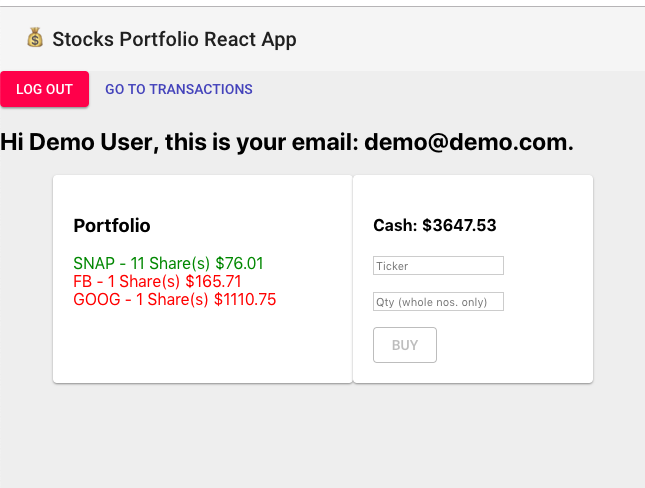 💰 Stocks Portfolio React App
LOG OUT GO TO TRANSACTIONS
Hi Demo User, this is your email: demo@demo.com.
Portfolio
SNAP - 11 Share(s) $76.01
FB - 1 Share(s) $165.71
GOOG - 1 Share(s) $1110.75
Cash: $3647.53
Ticker
Qty (whole nos. only)
BUY